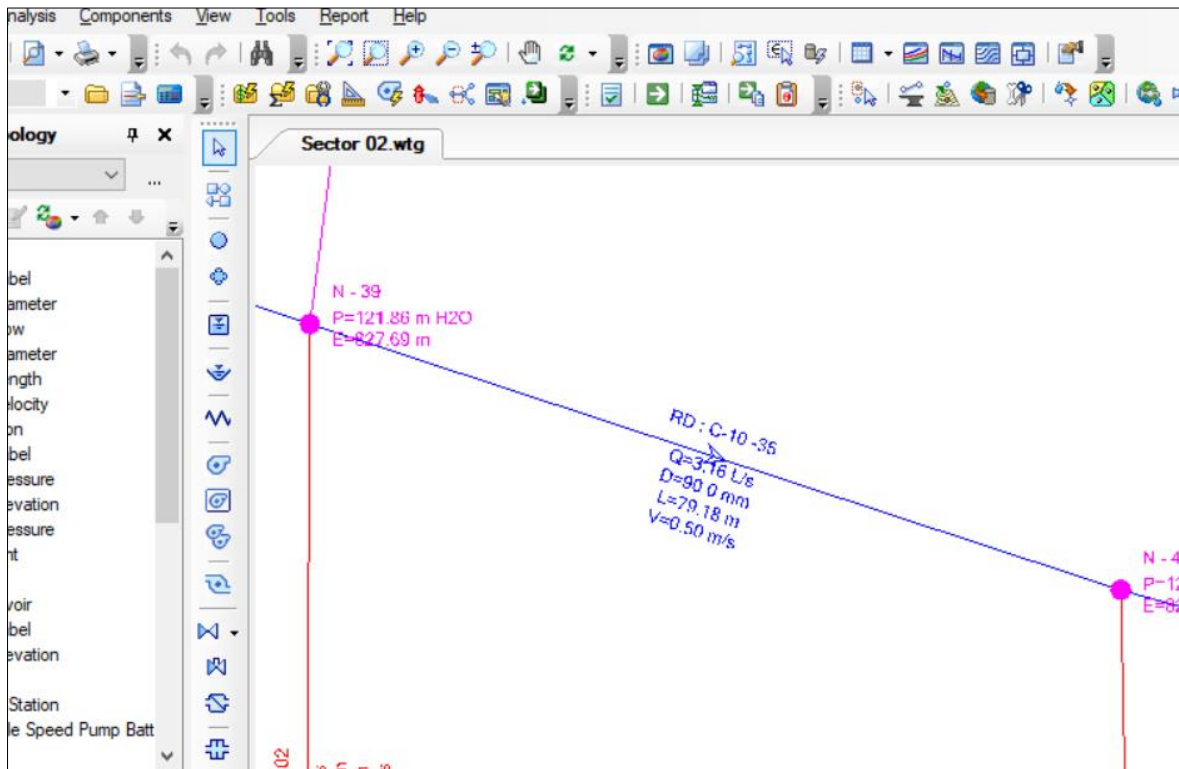 nalysis Components View Tools Report Help
ology
Sector 02.wtg
bel
ameter
ow
ameter
ngth
elocity
on
bel
essure
evation
essure
nt
voir
bel
evation
Station
le Speed Pump Batt
N - 39
P=121.86 m H2O
E=827.69 m
RD : C-10 -35
Q=3.16 L/s
D=90.0 mm
L=79.18 m
V=0.50 m/s
N - 4
P=12
E=82
02